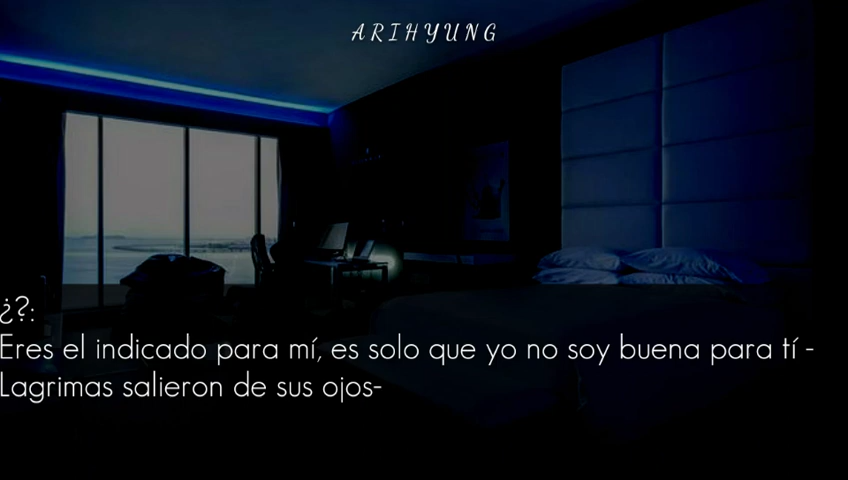 ARIHYUNG
¿?:
Eres el indicado para mí, es solo que yo no soy buena para tí -
Lagrimas salieron de sus ojos-